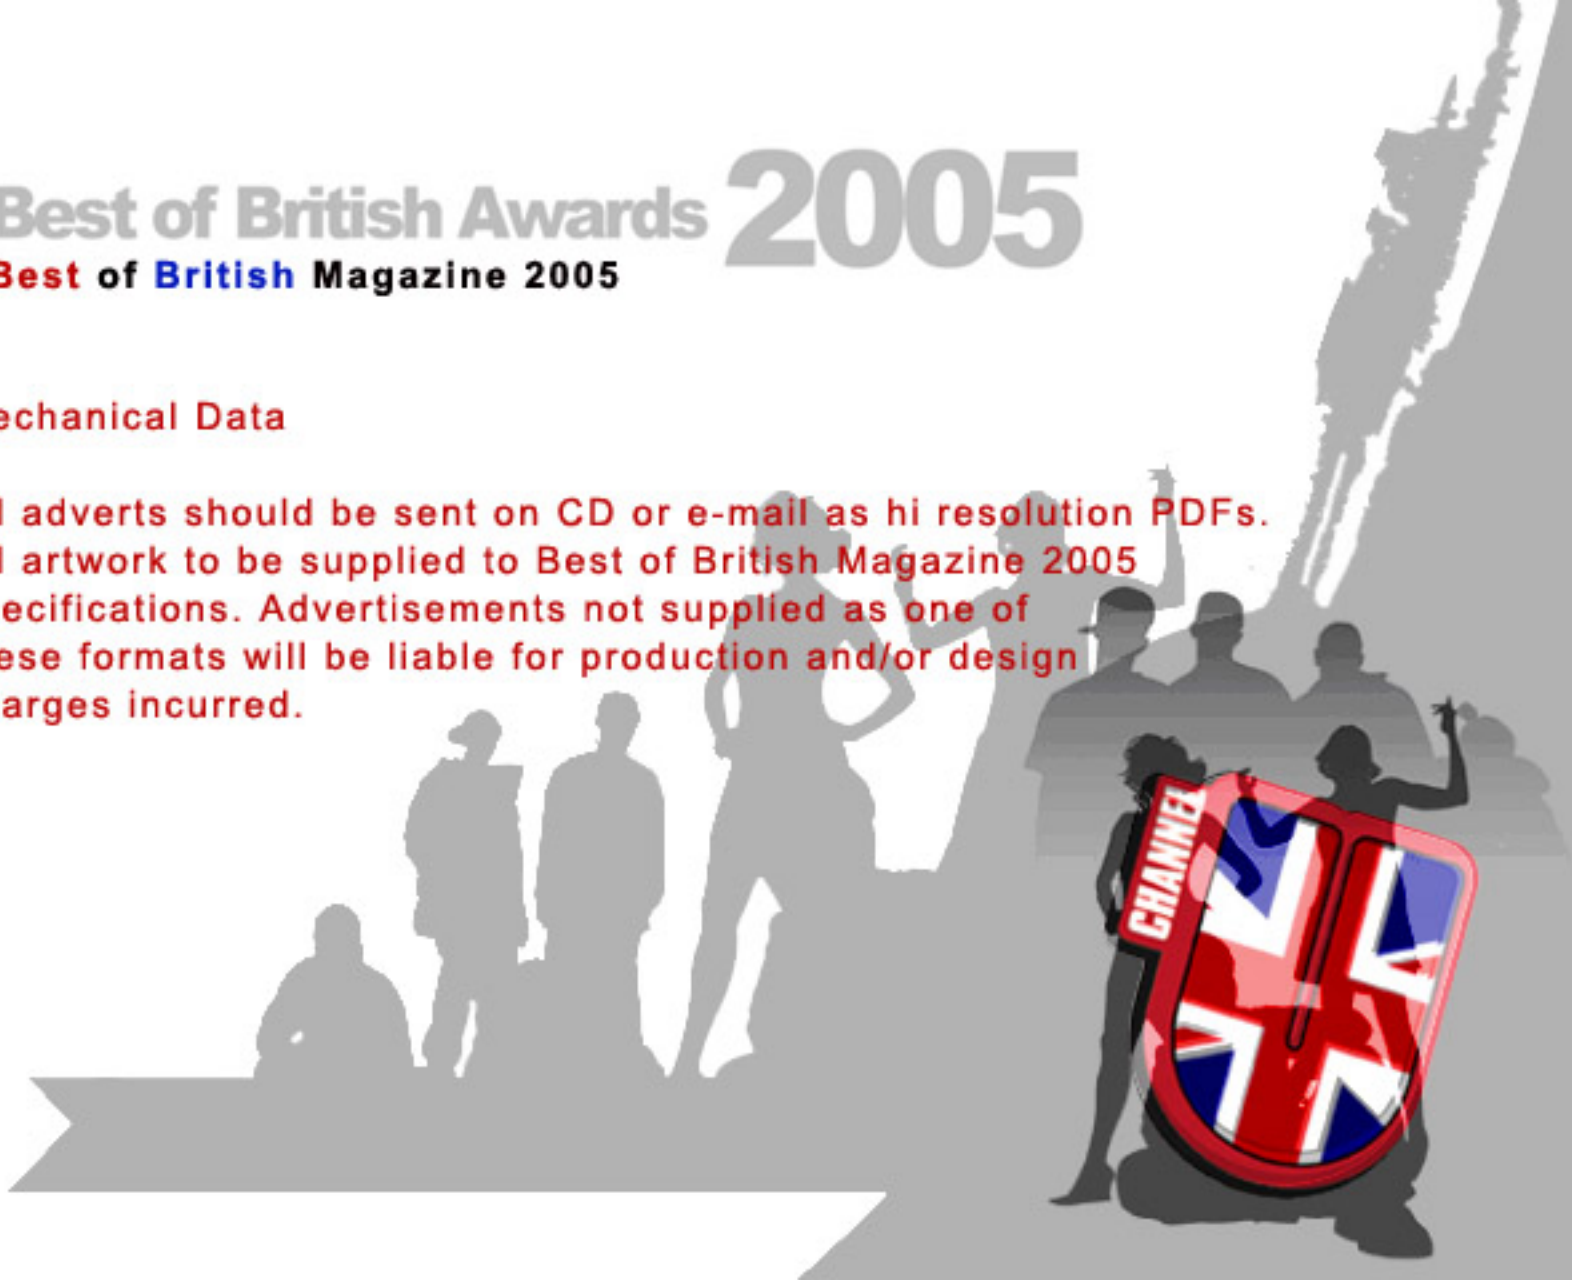 Best of British Awards 2005
Best of British Magazine 2005
echanical Data
l adverts should be sent on CD or e-mail as hi resolution PDFs.
l artwork to be supplied to Best of British Magazine 2005
ecifications. Advertisements not supplied as one of
ese formats will be liable for production and/or design
arges incurred.
CHANNEL